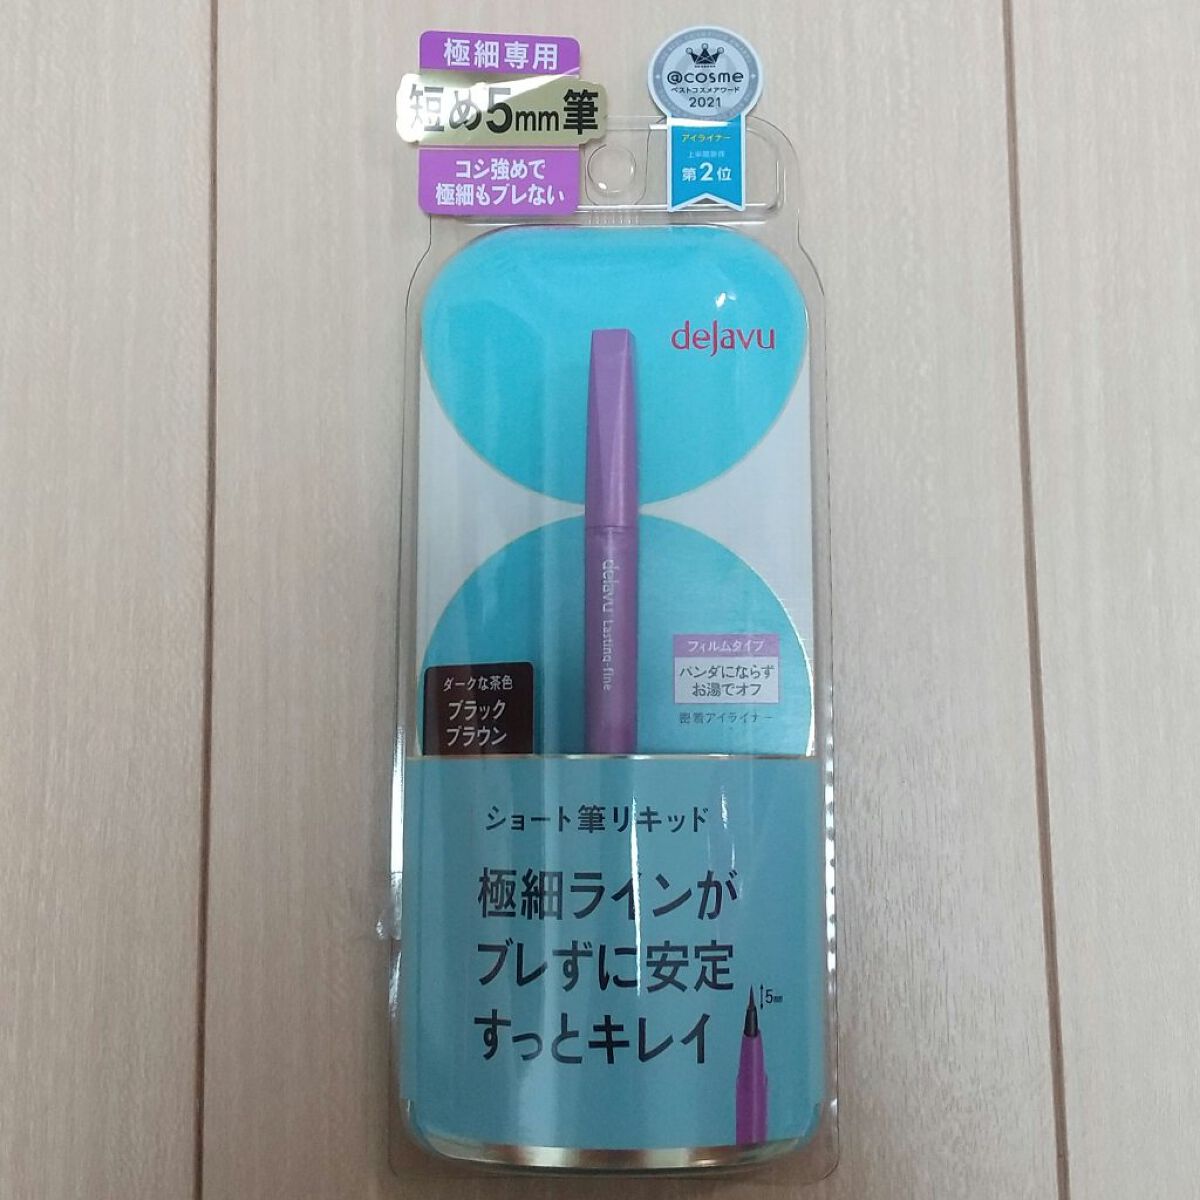 極細専用
短め5mm筆
コシ強めで
極細もブレない
@cosme
ベストコスメアワード
2021
アイライナー
上半期新作
第2位
dejavu
dejavu Lasting-fine
フィルムタイプ
パンダにならず
お湯でオフ
密着アイライナー
ダークな茶色
ブラック
ブラウン
ショート筆リキッド
極細ラインが
ブレずに安定
すっとキレイ
5mm